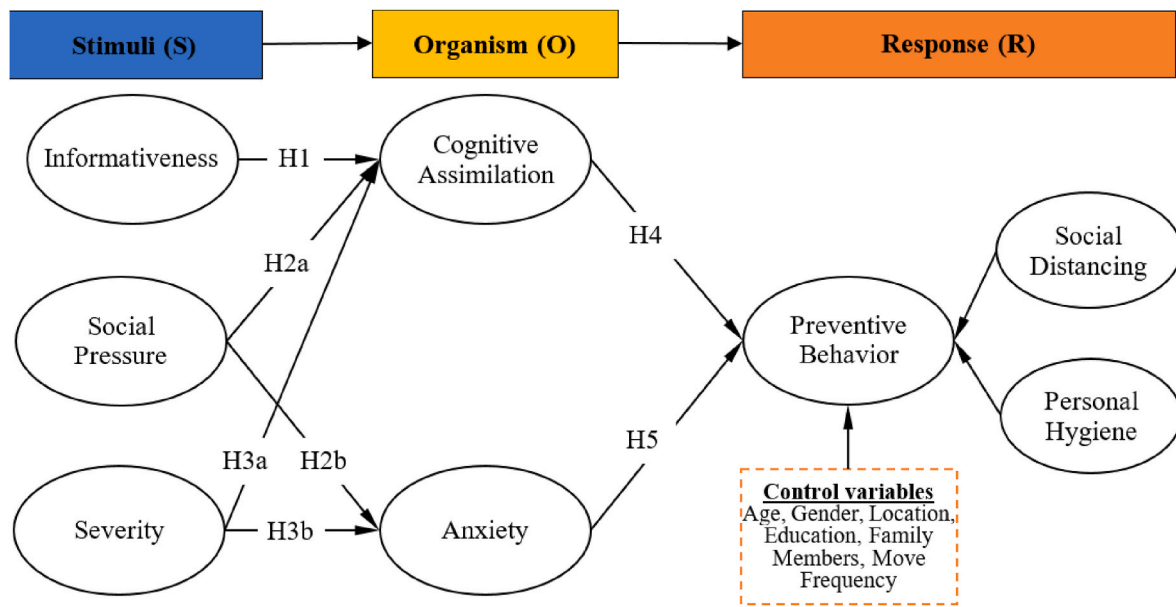 Stimuli (S)
Organism (O)
Response (R)
Informativeness
H1
Cognitive
Assimilation
H4
Social
Distancing
H2a
Social
Pressure
Preventive
Behavior
Personal
Hygiene
H3a
H2b
H5
Severity
H3b
Anxiety
Control variables
Age, Gender, Location,
Education, Family
Members, Move
Frequency